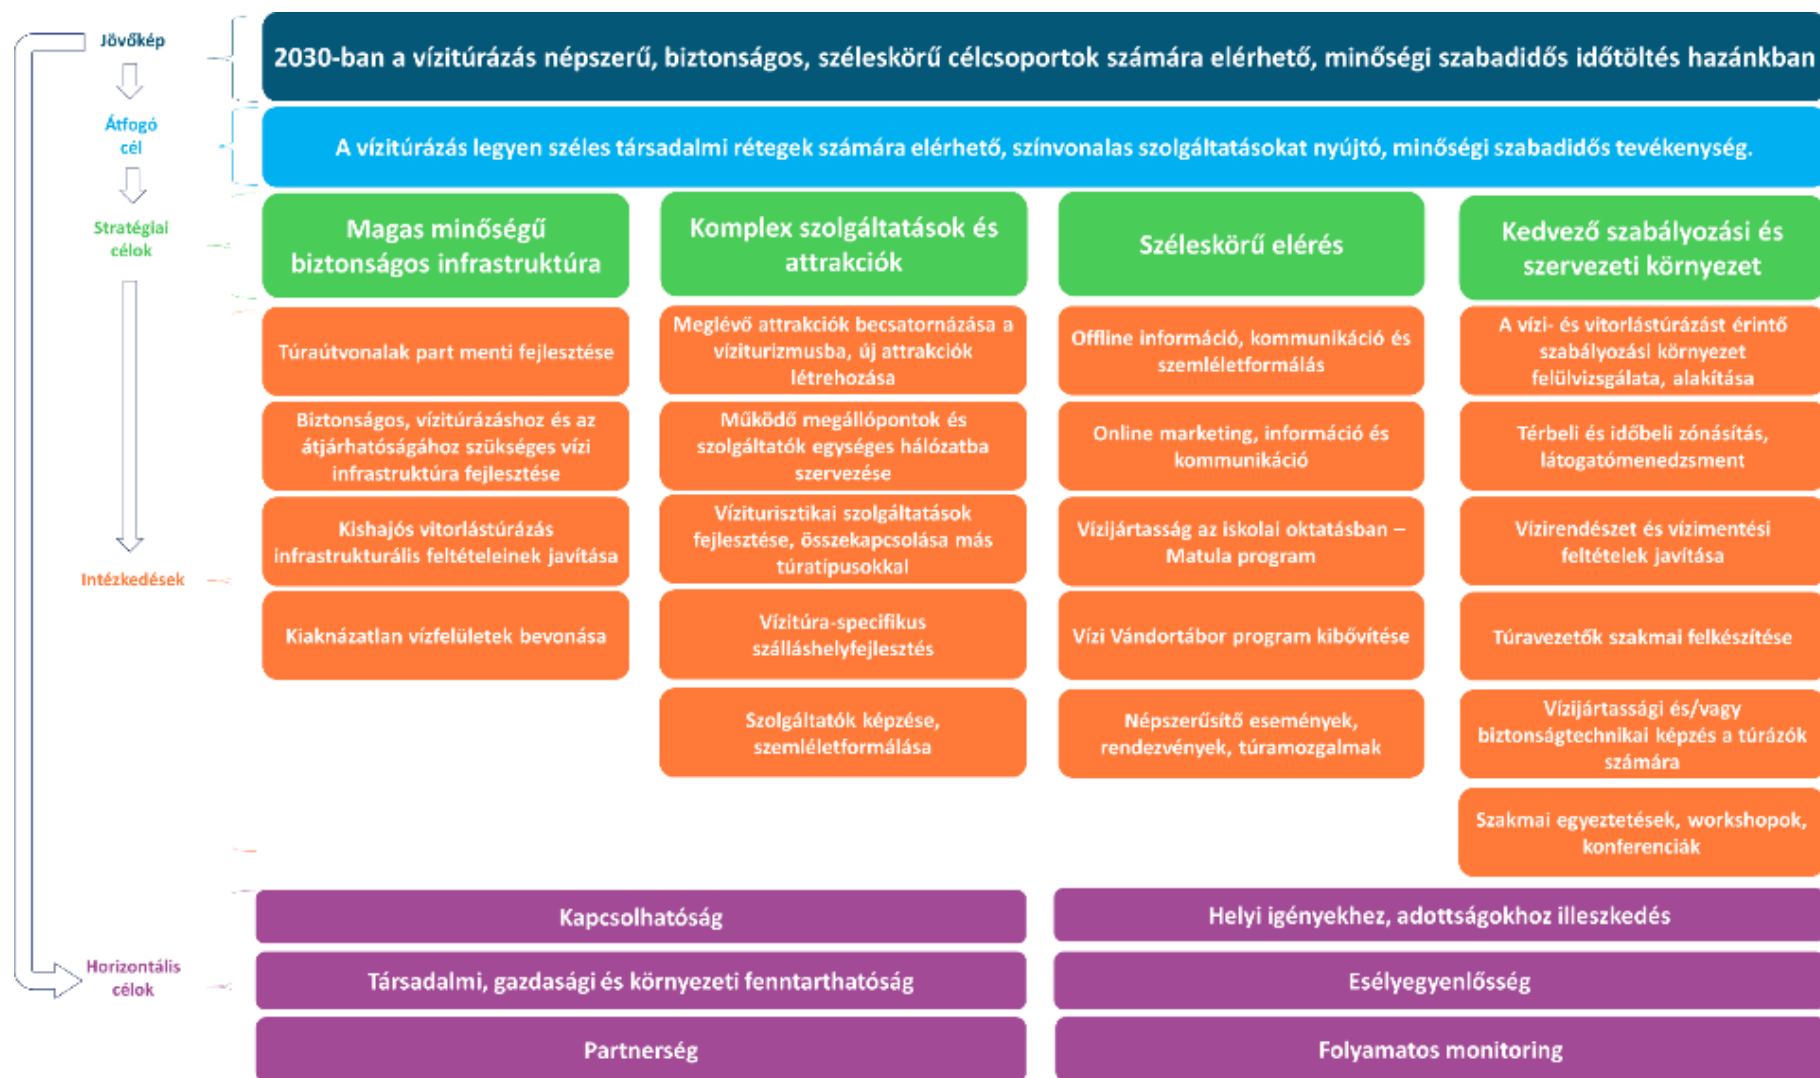 Jövőkép
2030-ban a vízitúrázás népszerű, biztonságos, széleskörű célcsoportok számára elérhető, minőségi szabadidős időtöltés hazánkban
Átfogó
cél
A vízitúrázás legyen széles társadalmi rétegek számára elérhető, színvonalas szolgáltatásokat nyújtó, minőségi szabadidős tevékenység.
Stratégiai
célok
Magas minőségű
biztonságos infrastruktúra
Komplex szolgáltatások és
attrakciók
Széleskörű elérés
Kedvező szabályozási és
szervezeti környezet
Intézkedések
Túraútvonalak part menti fejlesztése
Biztonságos, vízitúrázáshoz és az
átjárhatóságához szükséges vízi
infrastruktúra fejlesztése
Kishajós vitorlástúrázás
infrastrukturális feltételeinek javítása
Kiaknázatlan vízfelületek bevonása
Meglévő attrakciók becsatornázása a
víziturizmusba, új attrakciók
létrehozása
Működő megállópontok és
szolgáltatók egységes hálózatba
szervezése
Víziturisztikai szolgáltatások
fejlesztése, összekapcsolása más
túratípusokkal
Vízitúra-specifikus
szálláshelyfejlesztés
Szolgáltatók képzése,
szemléletformálása
Offline információ, kommunikáció és
szemléletformálás
Online marketing, információ és
kommunikáció
Vízijártasság az iskolai oktatásban –
Matula program
Vízi Vándortábor program kibővítése
Népszerűsítő események,
rendezvények, túramozgalmak
A vízi- és vitorlástúrázást érintő
szabályozási környezet
felülvizsgálata, alakítása
Térbeli és időbeli zónásítás,
látogatómenedzsment
Vízirendészet és vízimentési
feltételek javítása
Túravezetők szakmai felkészítése
Vízijártassági és/vagy
biztonságtechnikai képzés a túrázók
számára
Szakmai egyeztetések, workshopok,
konferenciák
Horizontális
célok
Kapcsolhatóság
Helyi igényekhez, adottságokhoz illeszkedés
Társadalmi, gazdasági és környezeti fenntarthatóság
Esélyegyenlősség
Partnerség
Folyamatos monitoring